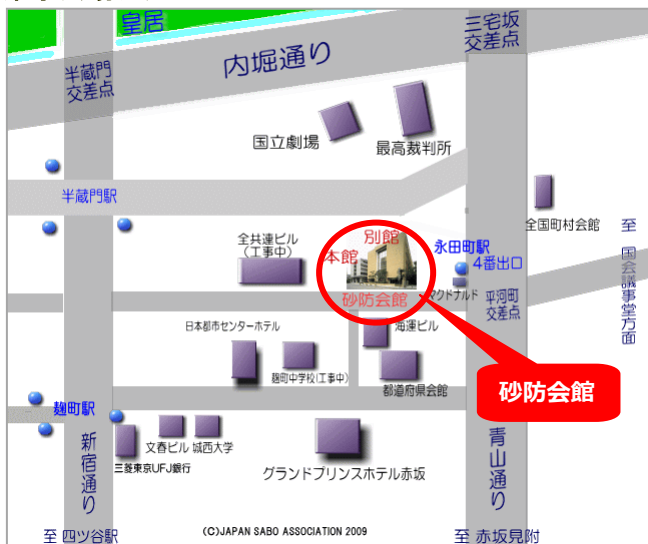 皇居
三宅坂
交差点
内堀通り
半蔵門
交差点
国立劇場
最高裁判所
半蔵門駅
全国町村会館
至 国会議事堂方面
全共連ビル
(工事中)
別館
本館
永田町駅
4番出口
砂防会館
マクドナルド
平河町
交差点
日本都市センターホテル
海運ビル
麹町中学校(工事中)
都道府県会館
砂防会館
麹町駅
文春ビル
城西大学
三菱東京UFJ銀行
グランドプリンスホテル赤坂
新宿通り
青山通り
至 四ツ谷駅
(C)JAPAN SABO ASSOCIATION 2009
至 赤坂見附